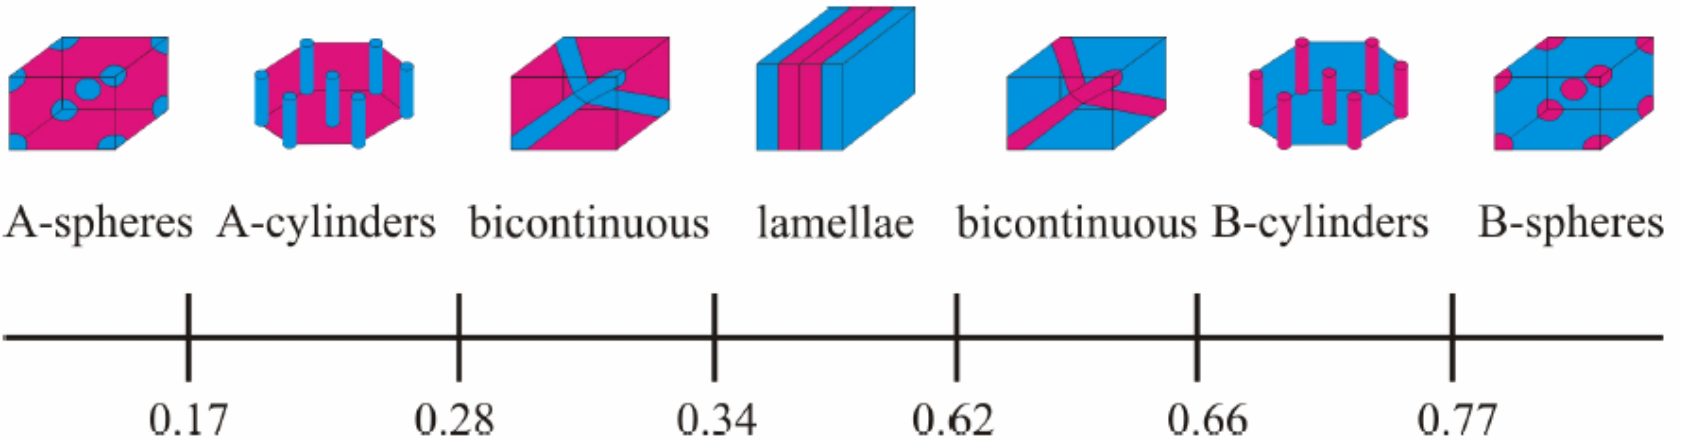 A-spheres A-cylinders bicontinuous lamellae bicontinuous B-cylinders B-spheres
0.17 0.28 0.34 0.62 0.66 0.77